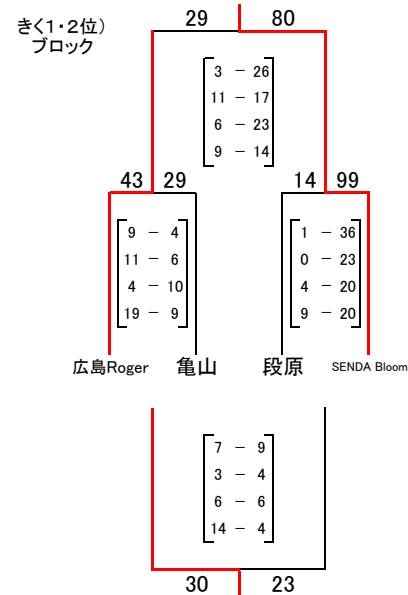 きく1・2位）
ブロック
29 80
3 － 26
11 － 17
6 － 23
9 － 14
43 29 14 99
9 － 4 1 － 36
11 － 6 0 － 23
4 － 10 4 － 20
19 － 9 9 － 20
広島Roger 亀山 段原 SENDA Bloom
7 － 9
3 － 4
6 － 6
14 － 4
30 23